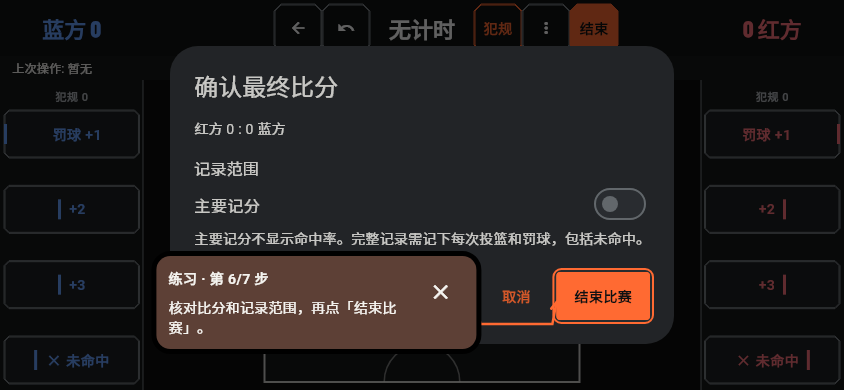 蓝方 0
无计时
犯规
结束
0 红方
上次操作: 暂无
犯规 0
犯规 0
罚球 +1
+2
+3
× 未命中
罚球 +1
+2
+3
× 未命中
确认最终比分
红方 0 : 0 蓝方
记录范围
主要记分
主要记分不显示命中率。完整记录需记下每次投篮和罚球，包括未命中。
练习 · 第 6/7 步
核对比分和记录范围，再点「结束比
赛」。
取消
结束比赛